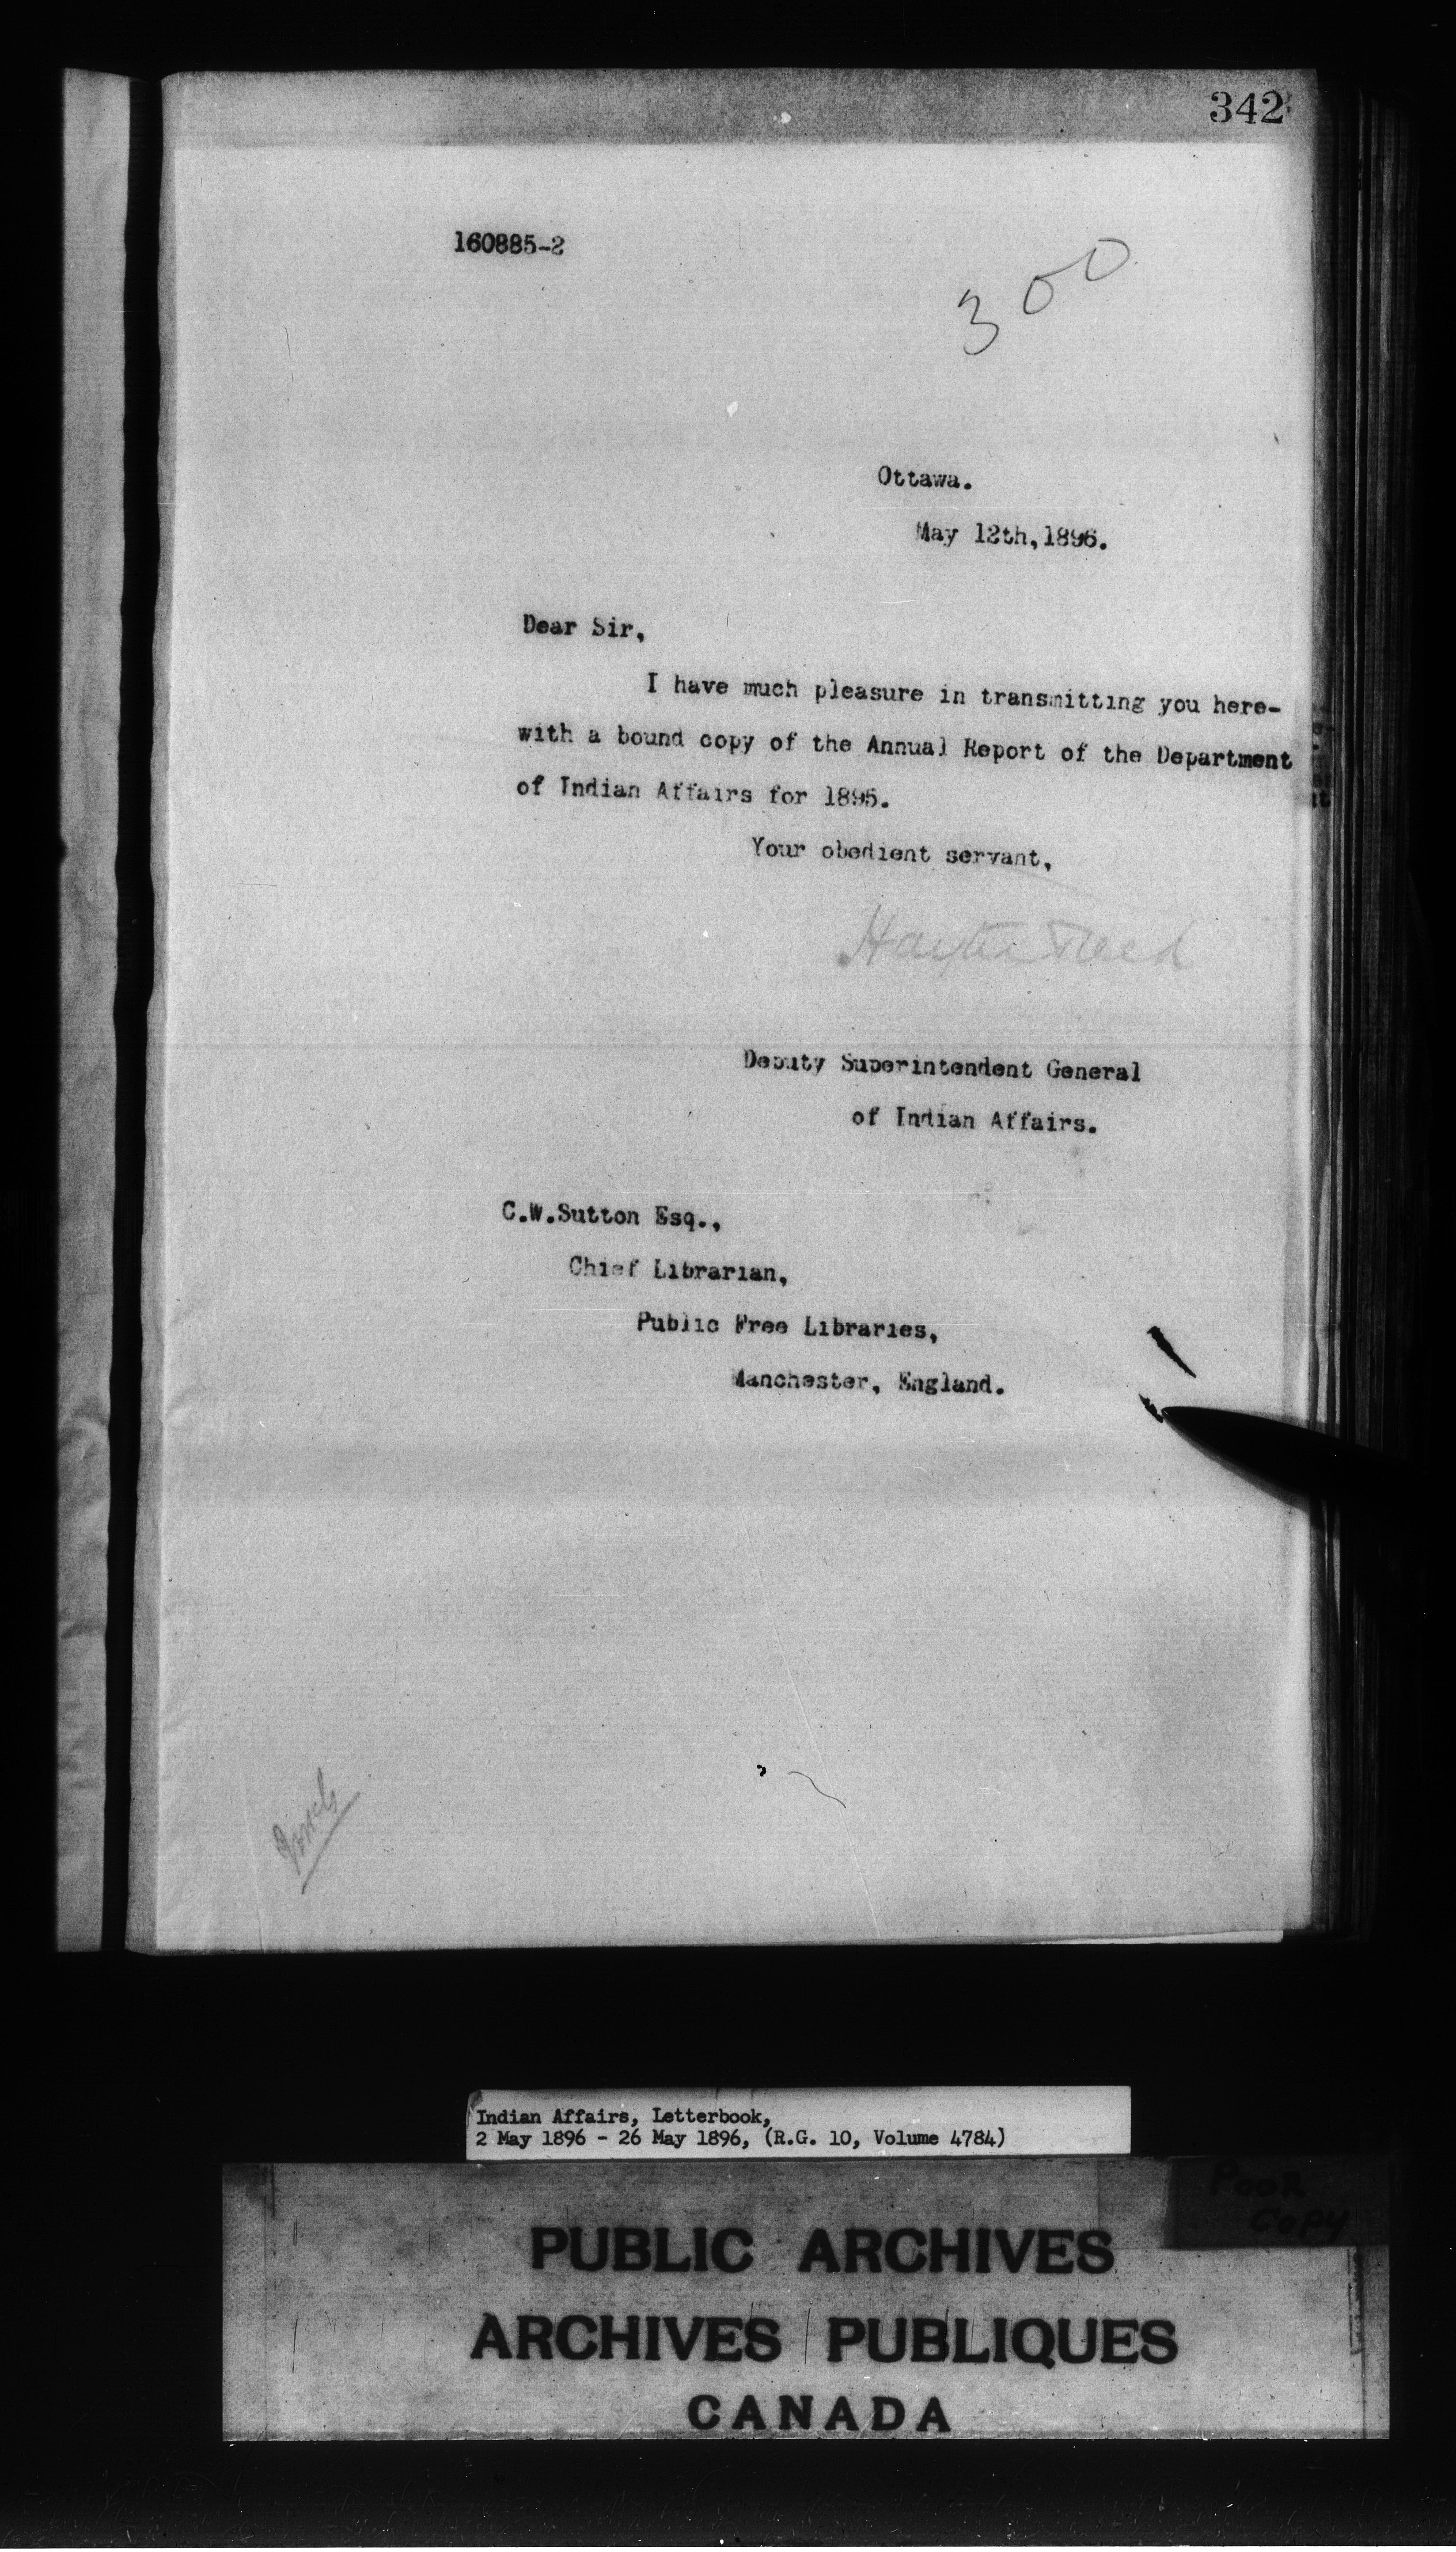 342
160885-2
300
Ottawa.
May 12th, 1896.
Dear Sir,
I have much pleasure in transmitting you here-
with a bound copy of the Annual Report of the Department
of Indian Affairs for 1895.
Your obedient servant,
Hayter Reed
Deputy Superintendent General
of Indian Affairs.
C.W.Sutton Esq.,
Chief Librarian,
Public Free Libraries,
Manchester, England.
Indian Affairs, Letterbook,
2 May 1896 - 26 May 1896, (R.G. 10, Volume 4784)
POOR
COPY
PUBLIC ARCHIVES
ARCHIVES PUBLIQUES
CANADA